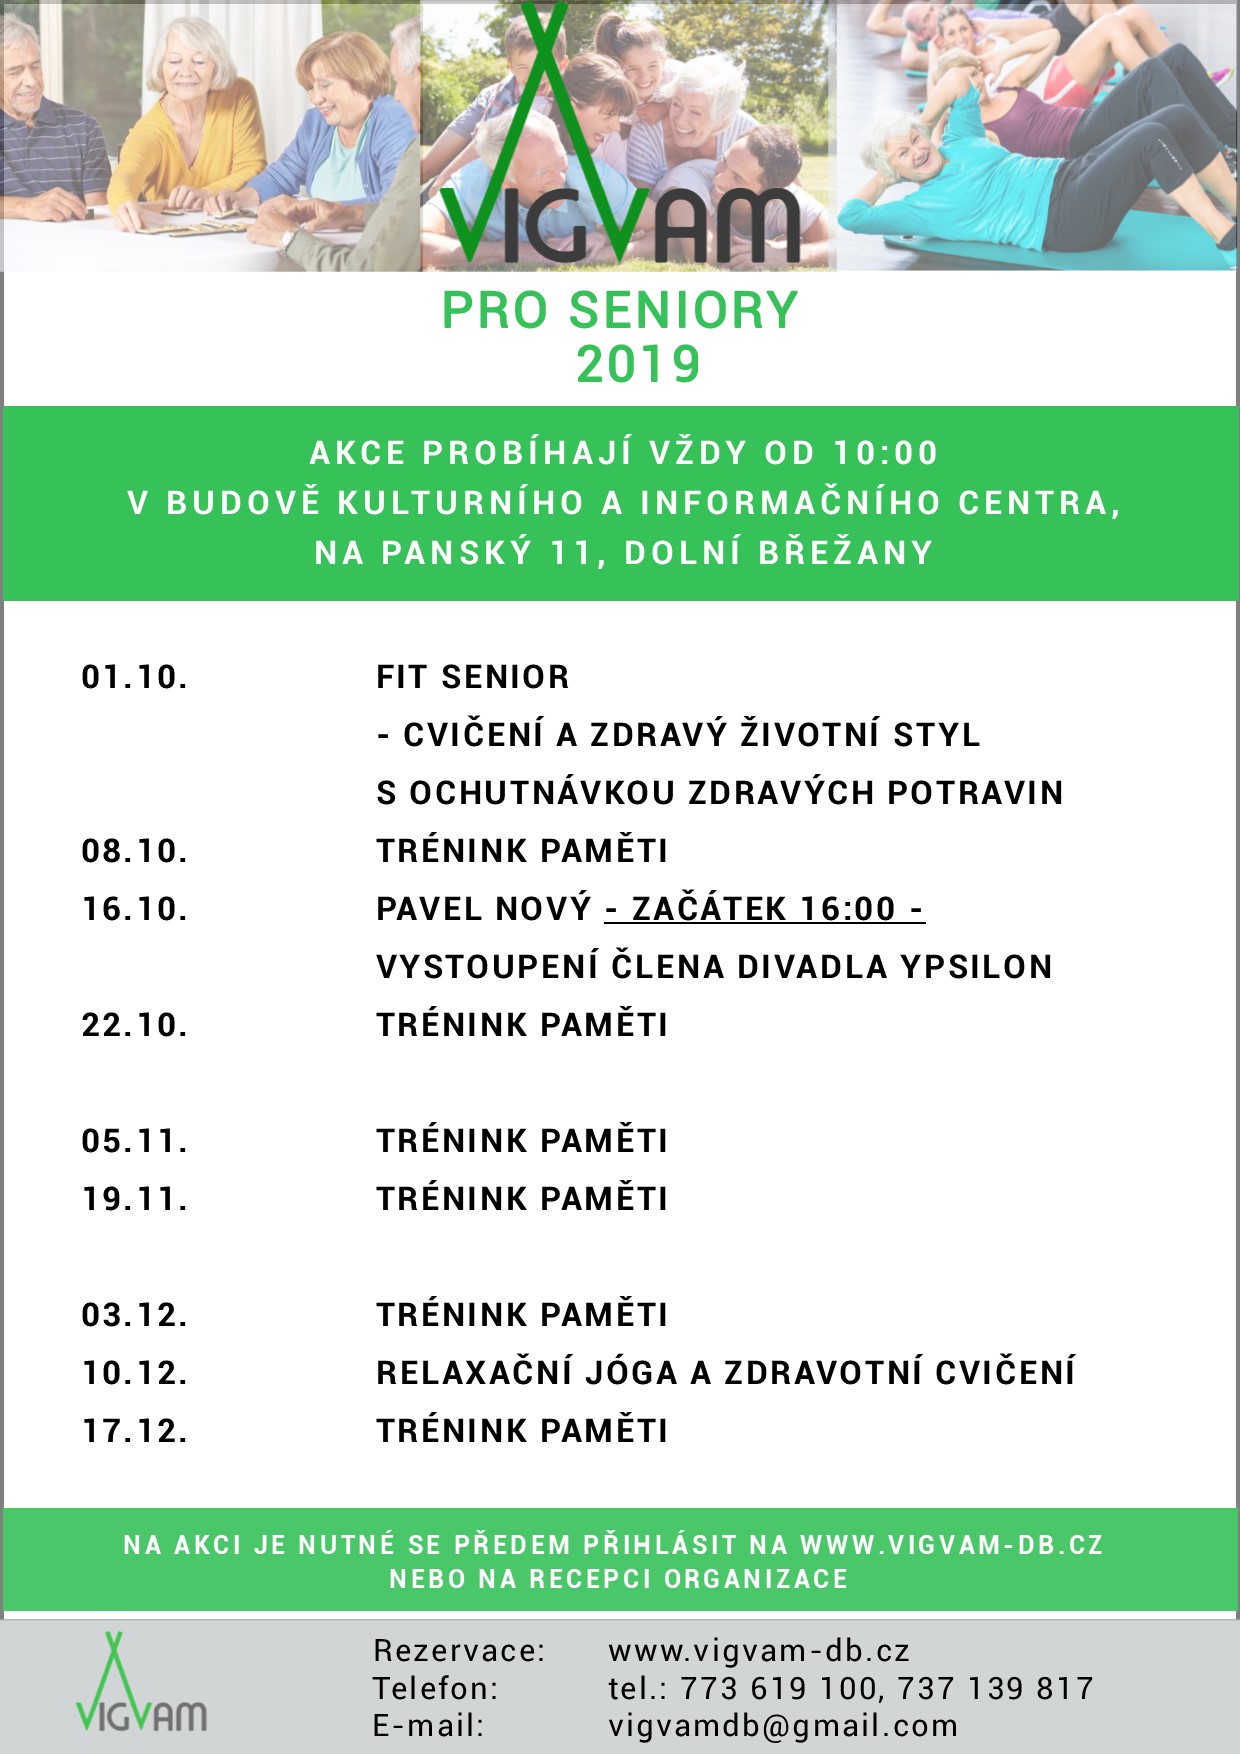 VIGVAM
PRO SENIORY
2019
AKCE PROBÍHAJÍ VŽDY OD 10:00
V BUDOVĚ KULTURNÍHO A INFORMAČNÍHO CENTRA,
NA PANSKÝ 11, DOLNÍ BŘEŽANY
01.10. FIT SENIOR
- CVIČENÍ A ZDRAVÝ ŽIVOTNÍ STYL
S OCHUTNÁVKOU ZDRAVÝCH POTRAVIN
08.10. TRÉNINK PAMĚTI
16.10. PAVEL NOVÝ - ZAČÁTEK 16:00 -
VYSTOUPENÍ ČLENA DIVADLA YPSILON
22.10. TRÉNINK PAMĚTI
05.11. TRÉNINK PAMĚTI
19.11. TRÉNINK PAMĚTI
03.12. TRÉNINK PAMĚTI
10.12. RELAXAČNÍ JÓGA A ZDRAVOTNÍ CVIČENÍ
17.12. TRÉNINK PAMĚTI
NA AKCI JE NUTNÉ SE PŘEDEM PŘIHLÁSIT NA WWW.VIGVAM-DB.CZ
NEBO NA RECEPCI ORGANIZACE
VIGVAM
Rezervace: www.vigvam-db.cz
Telefon: tel.: 773 619 100, 737 139 817
E-mail: vigvamdb@gmail.com